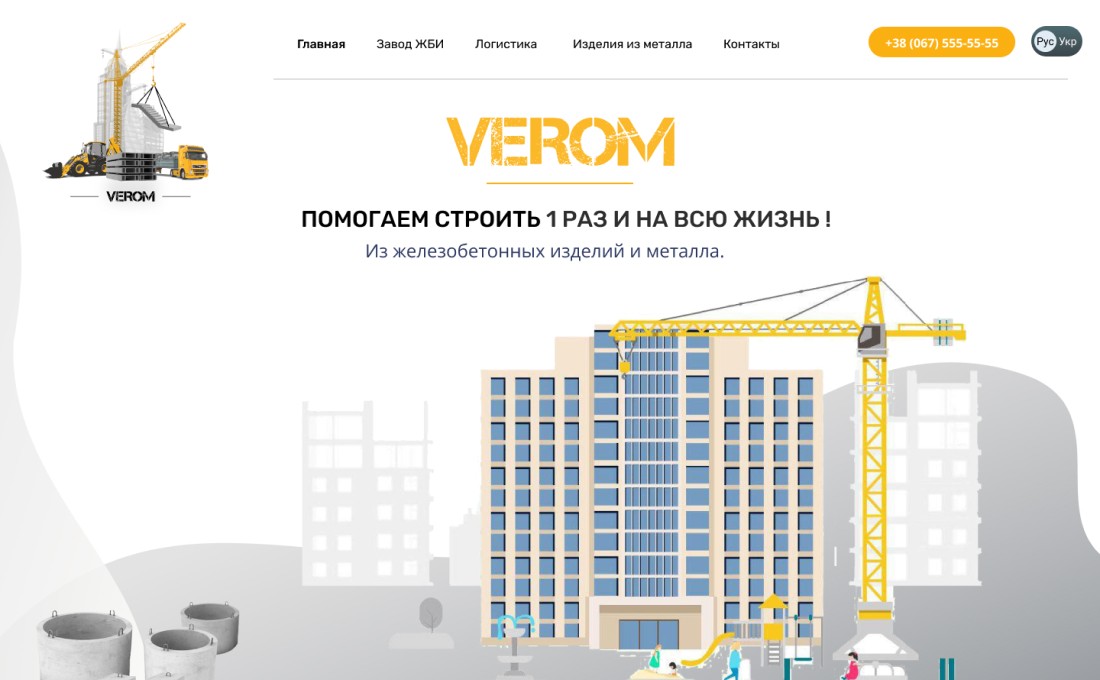 Главная Завод ЖБИ Логистика Изделия из металла Контакты +38 (067) 555-55-55 Рус Укр
VEROM
VEROM
ПОМОГАЕМ СТРОИТЬ 1 РАЗ И НА ВСЮ ЖИЗНЬ !
Из железобетонных изделий и металла.